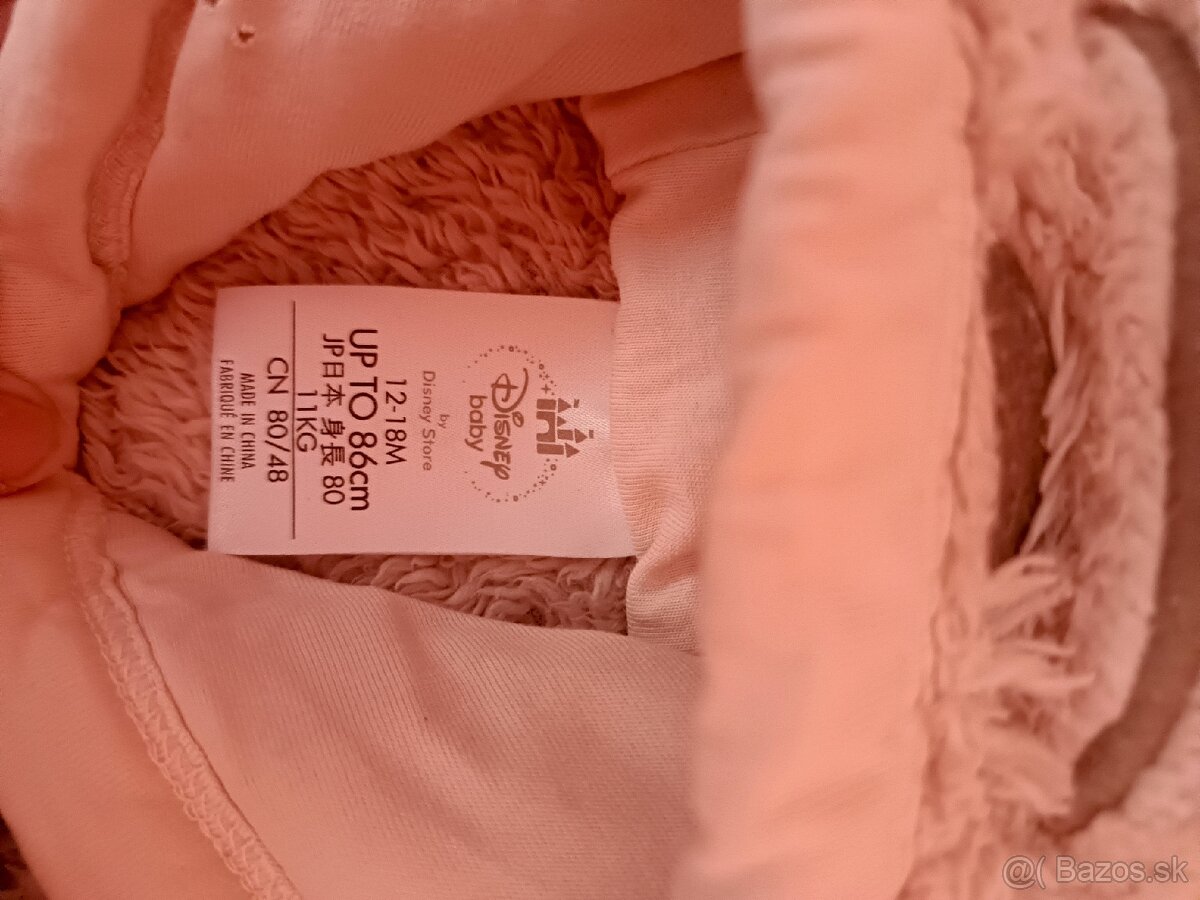 Disney
baby
by
Disney Store
12-18M
UP TO 86cm
JP日本 身長 80
11KG
CN 80/48
MADE IN CHINA
FABRIQUÉ EN CHINE
@( Bazos.sk